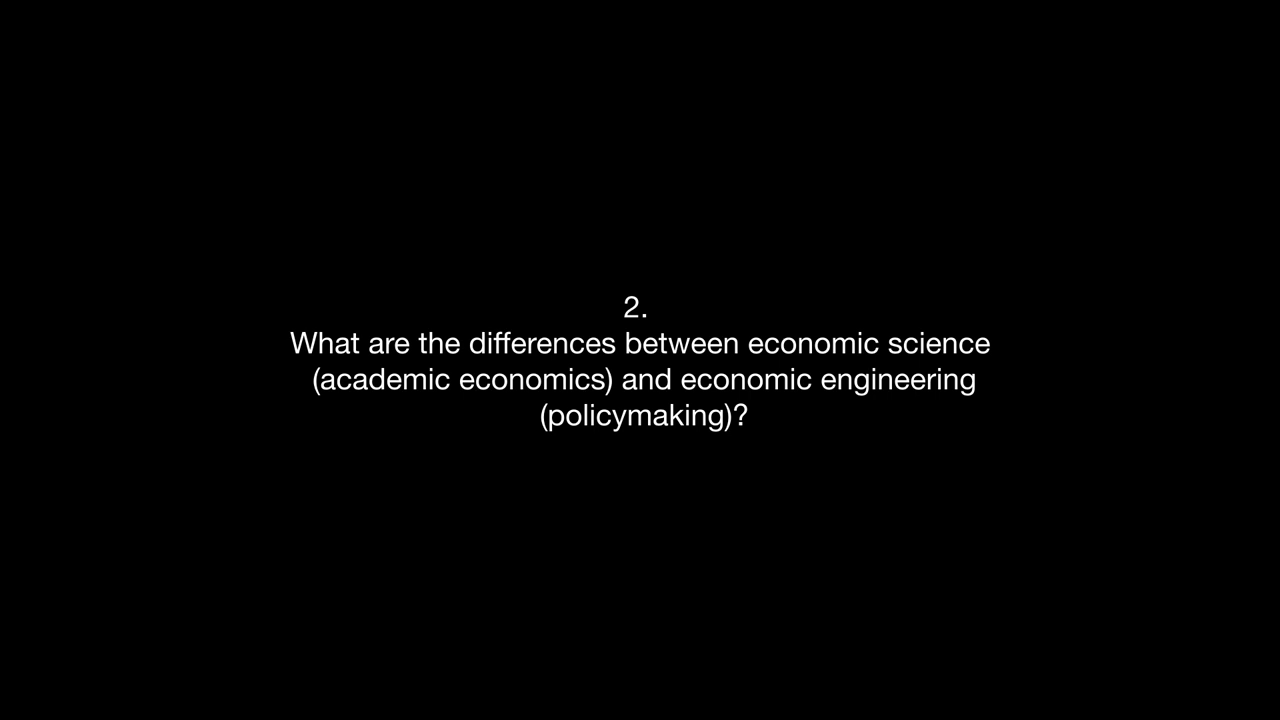 2.
What are the differences between economic science
(academic economics) and economic engineering
(policymaking)?